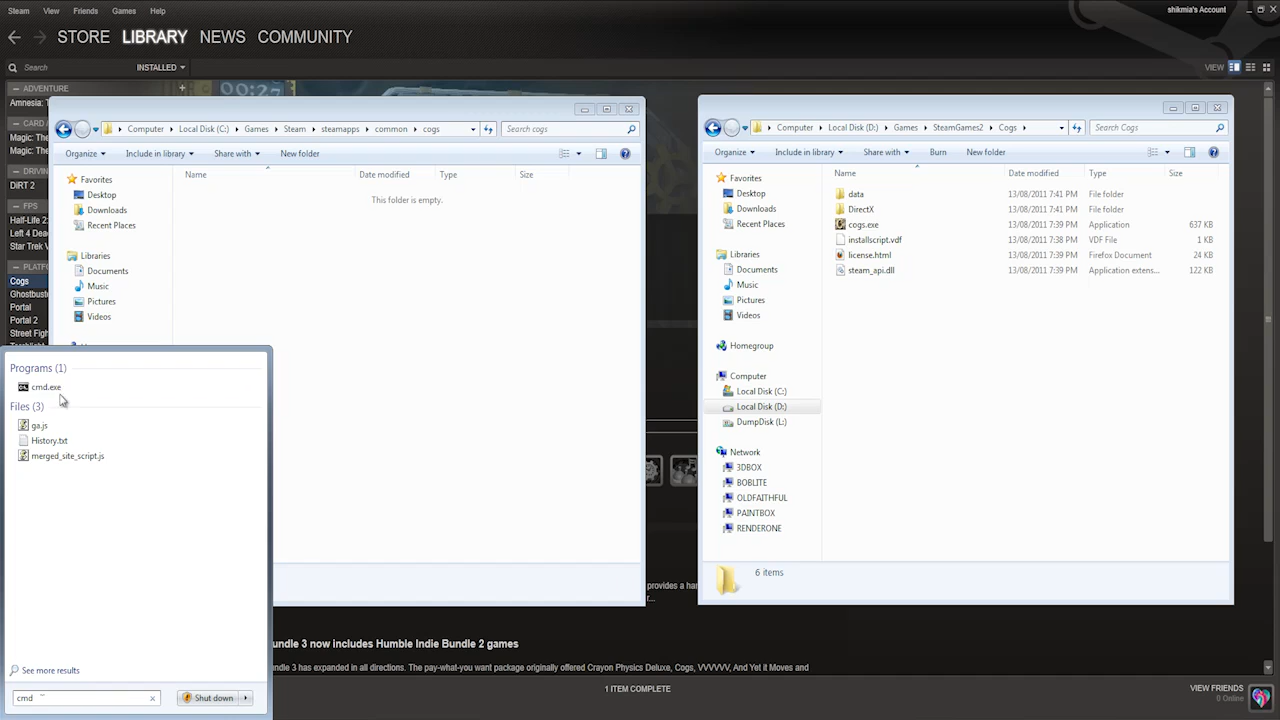 Steam View Friends Games Help
shikmia's Account
STORE LIBRARY NEWS COMMUNITY
Search INSTALLED
VIEW
ADVENTURE
Amnesia:
CARD
Magic: The
Magic: The
DRIVING
DiRT 2
FPS
Half-Life 2:
Left 4 Dead
Star Trek
Cogs
Ghostbust
Portal
Portal 2
Street Figh
00:27
Computer Local Disk (C:) Games Steam steamapps common cogs
Search cogs
Organize Include in library Share with New folder
Name Date modified Type Size
This folder is empty.
Favorites
Desktop
Downloads
Recent Places
Libraries
Documents
Music
Pictures
Videos
Computer Local Disk (D:) Games SteamGames2 Cogs
Search Cogs
Organize Include in library Share with Burn New folder
Name Date modified Type Size
data 13/08/2011 7:41 PM File folder
DirectX 13/08/2011 7:41 PM File folder
cogs.exe 13/08/2011 7:39 PM Application 637 KB
installscript.vdf 13/08/2011 7:38 PM VDF File 1 KB
license.html 13/08/2011 7:39 PM Firefox Document 24 KB
steam_api.dll 13/08/2011 7:39 PM Application extens... 122 KB
Favorites
Desktop
Downloads
Recent Places
Libraries
Documents
Music
Pictures
Videos
Homegroup
Computer
Local Disk (C:)
Local Disk (D:)
DumpDisk (L:)
Network
3DBOX
BOBLITE
OLDFAITHFUL
PAINTBOX
RENDERONE
6 items
Programs (1)
cmd.exe
Files (3)
ga.js
History.txt
merged_site_script.js
See more results
cmd
Shut down
provides a har
r...
undle 3 now includes Humble Indie Bundle 2 games
ndle 3 has expanded in all directions. The pay-what-you want package originally offered Crayon Physics Deluxe, Cogs, VVVVVV, And Yet it Moves and
1 ITEM COMPLETE
VIEW FRIENDS
0 Online